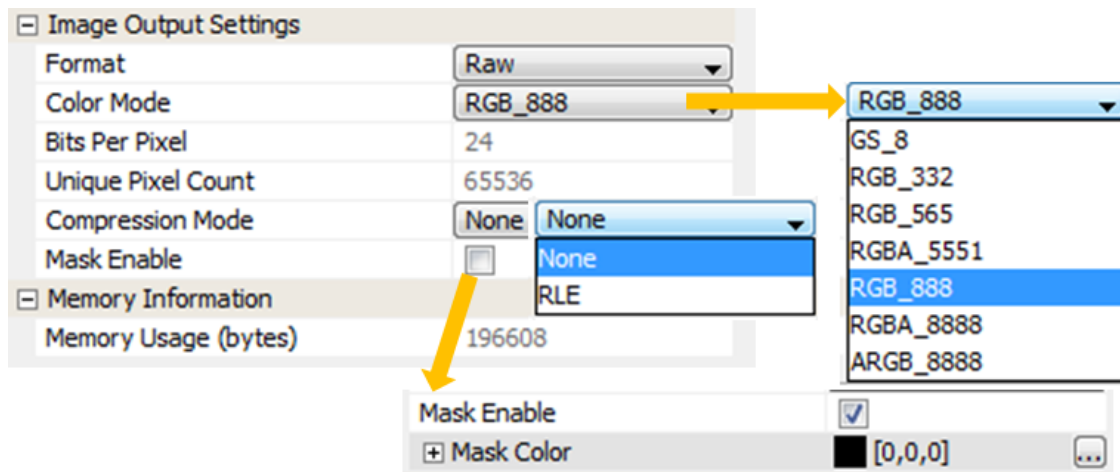 Image Output Settings
Format Raw
Color Mode RGB_888
Bits Per Pixel 24
Unique Pixel Count 65536
Compression Mode None
Mask Enable
Memory Information
Memory Usage (bytes) 196608
None
None
RLE
RGB_888
GS_8
RGB_332
RGB_565
RGBA_5551
RGB_888
RGBA_8888
ARGB_8888
Mask Enable
Mask Color [0,0,0] ...